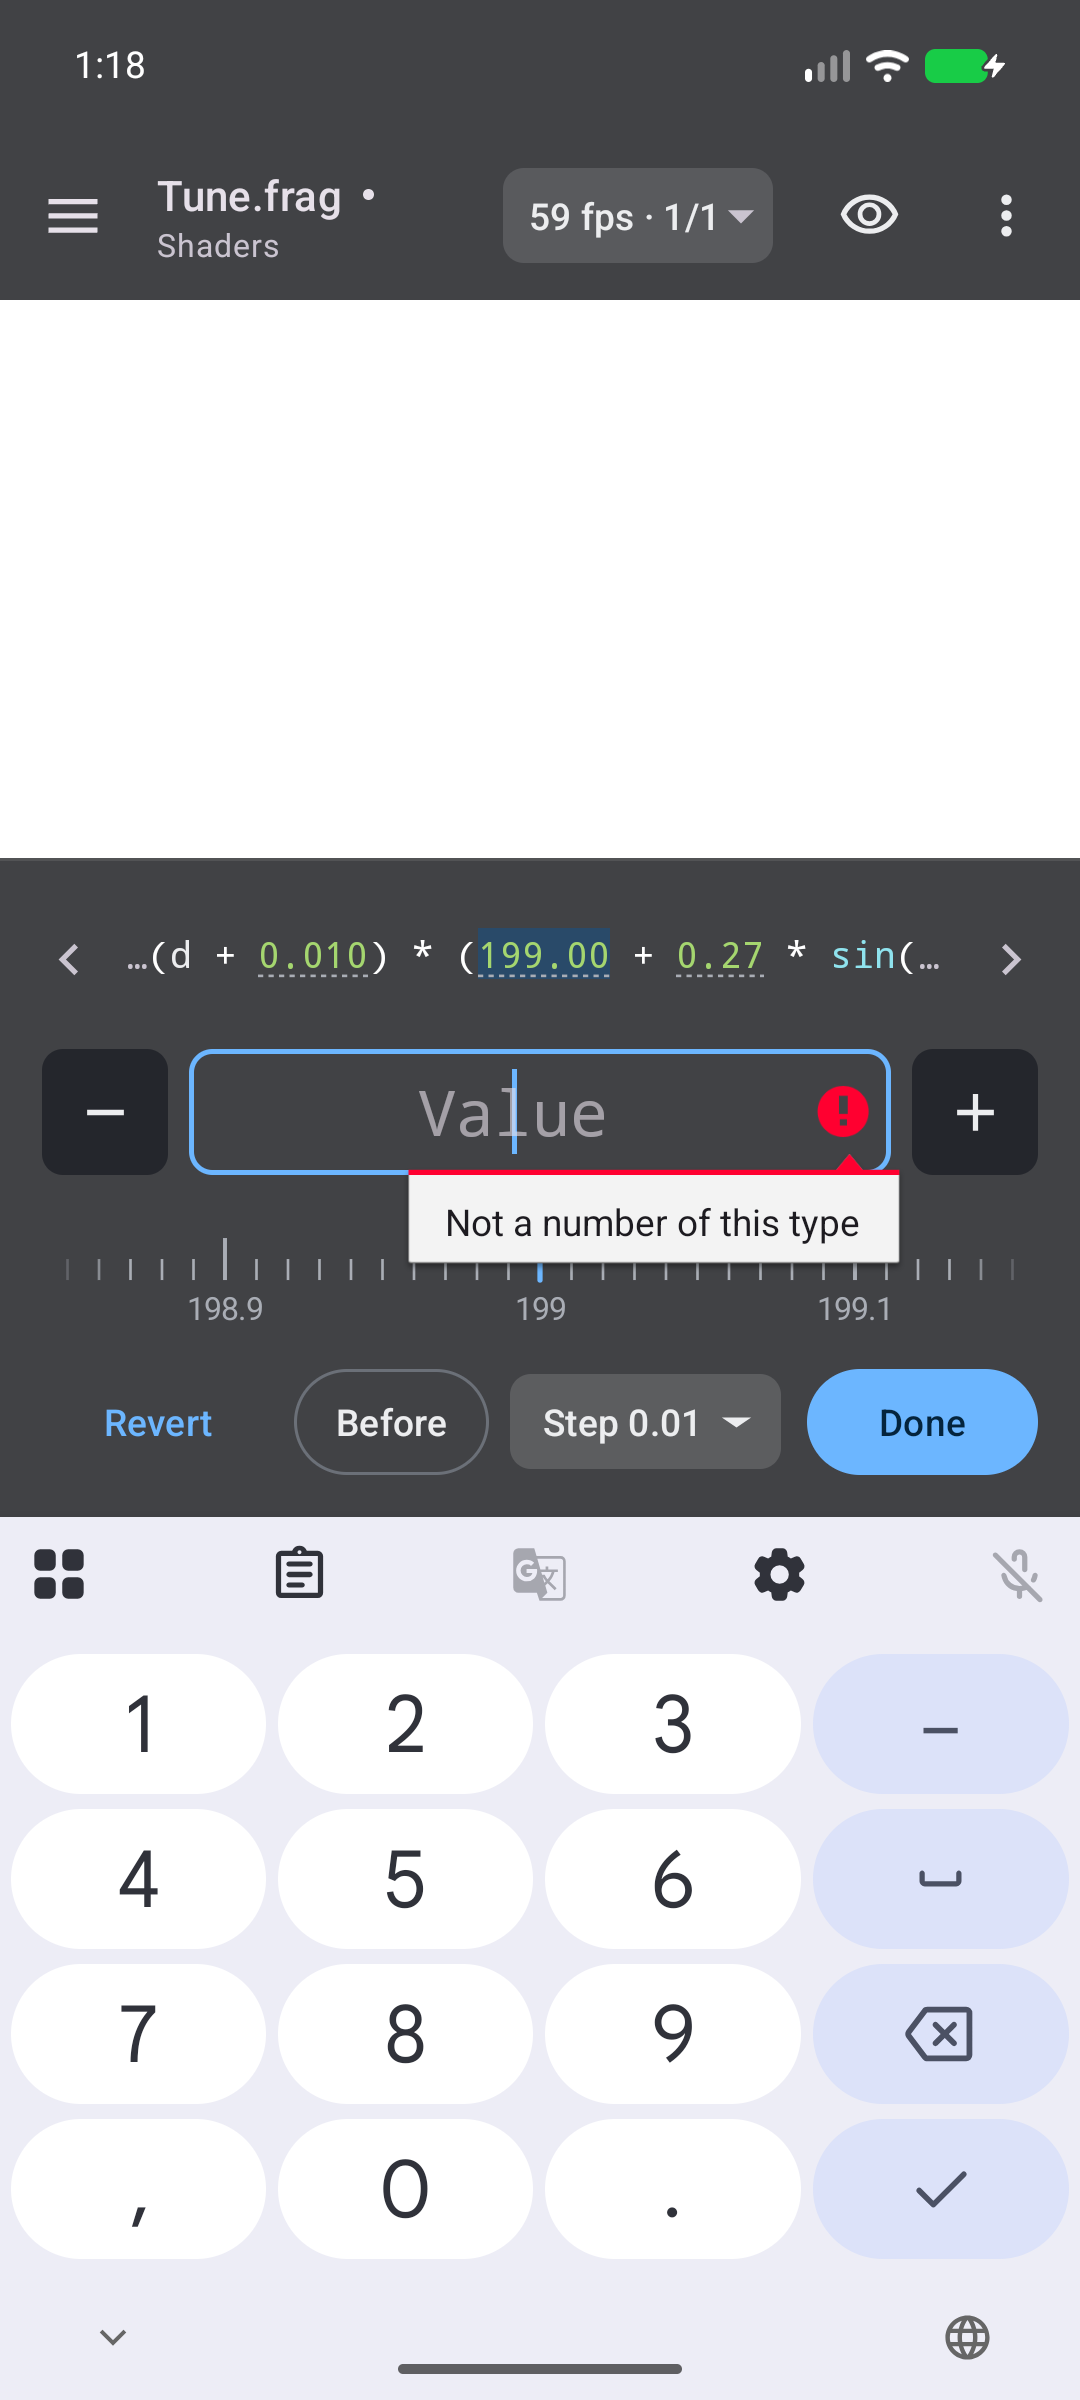 1:18
Tune.frag •
Shaders
59 fps · 1/1
…(d + 0.010) * (199.00 + 0.27 * sin(…
Value
Not a number of this type
198.9 199 199.1
Revert Before Step 0.01 Done
1 2 3 –
4 5 6
7 8 9
, 0 .